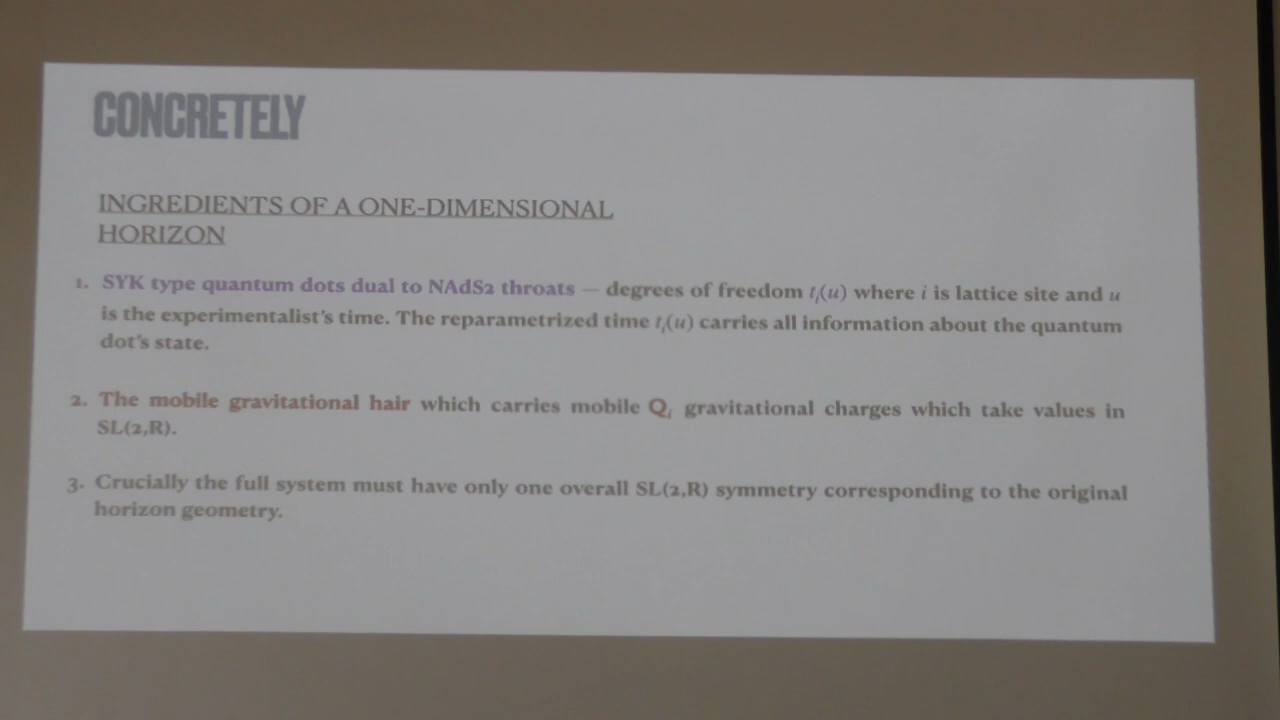 CONCRETELY
INGREDIENTS OF A ONE-DIMENSIONAL
HORIZON
1. SYK type quantum dots dual to NAdS2 throats — degrees of freedom tᵢ(u) where i is lattice site and u
is the experimentalist's time. The reparametrized time tᵢ(u) carries all information about the quantum
dot's state.
2. The mobile gravitational hair which carries mobile Qᵢ gravitational charges which take values in
SL(2,R).
3. Crucially the full system must have only one overall SL(2,R) symmetry corresponding to the original
horizon geometry.